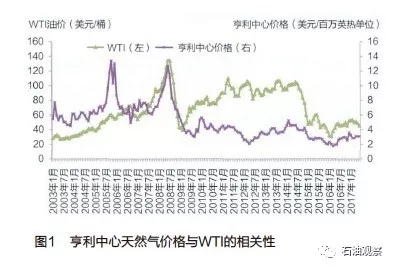 WTI油价（美元/桶） 亨利中心价格（美元/百万英热单位）
WTI（左） 亨利中心价格（右）
160 16
140 14
120 12
100 10
80 8
60 6
40 4
20 2
0 0
2003年1月 2003年7月 2004年1月 2004年7月 2005年1月 2005年7月 2006年1月 2006年7月 2007年1月 2007年7月 2008年1月 2008年7月 2009年1月 2009年7月 2010年1月 2010年7月 2011年1月 2011年7月 2012年1月 2012年7月 2013年1月 2013年7月 2014年1月 2014年7月 2015年1月 2015年7月 2016年1月 2016年7月 2017年1月
图1 亨利中心天然气价格与WTI的相关性
石油观察